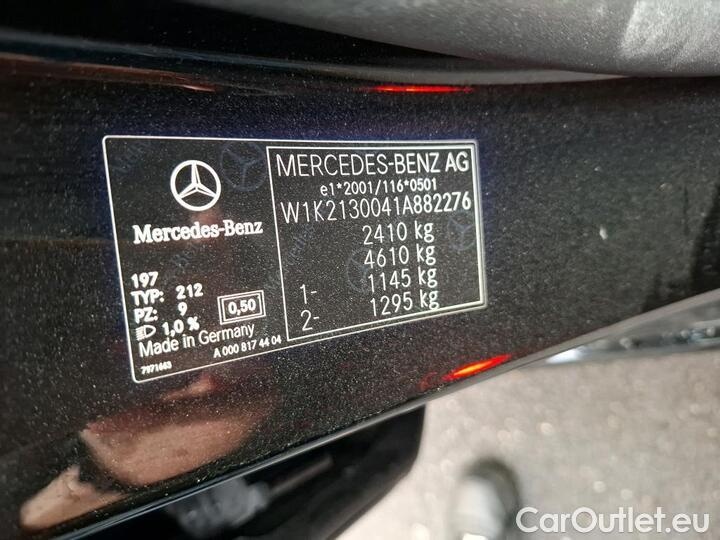 Mercedes-Benz
197
TYP: 212
PZ: 9
0,50
1,0 %
Made in Germany
A 000 817 44 04
7971443
MERCEDES-BENZ AG
e1*2001/116*0501
W1K2130041A882276
2410 kg
4610 kg
1- 1145 kg
2- 1295 kg
CarOutlet.eu